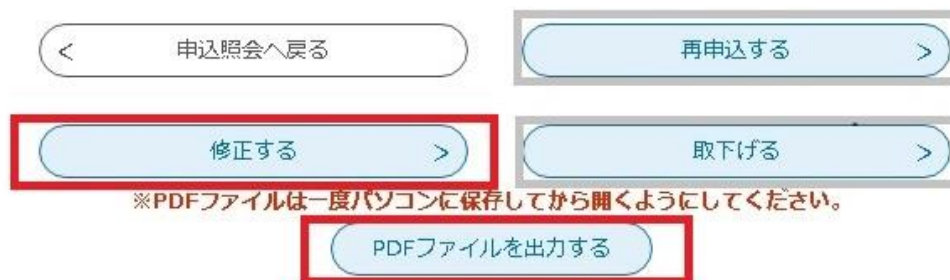 < 申込照会へ戻る
再申込する >
修正する >
取下げる >
※PDFファイルは一度パソコンに保存してから開くようにしてください。
PDFファイルを出力する